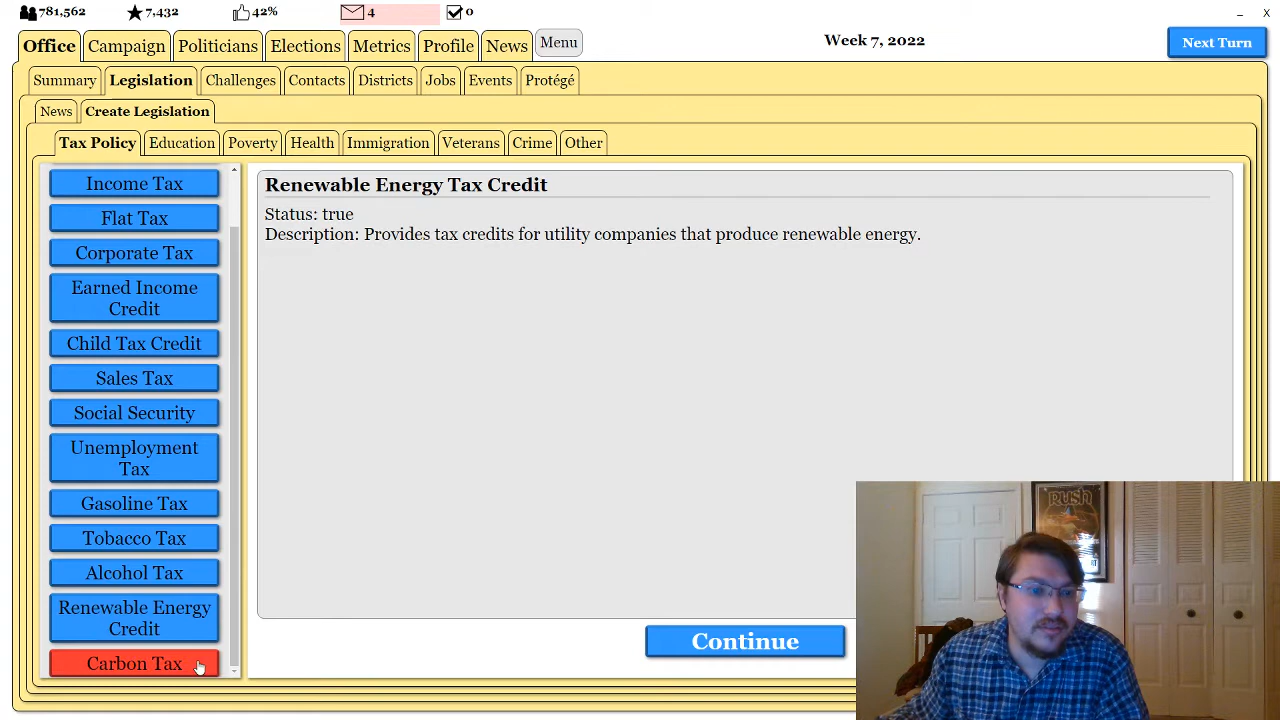 781,562 7,432 42% 4 0
_ X
Office Campaign Politicians Elections Metrics Profile News Menu
Week 7, 2022
Next Turn
Summary Legislation Challenges Contacts Districts Jobs Events Protégé
News Create Legislation
Tax Policy Education Poverty Health Immigration Veterans Crime Other
Income Tax
Flat Tax
Corporate Tax
Earned Income
Credit
Child Tax Credit
Sales Tax
Social Security
Unemployment
Tax
Gasoline Tax
Tobacco Tax
Alcohol Tax
Renewable Energy
Credit
Carbon Tax
Renewable Energy Tax Credit
Status: true
Description: Provides tax credits for utility companies that produce renewable energy.
Continue
RUSH